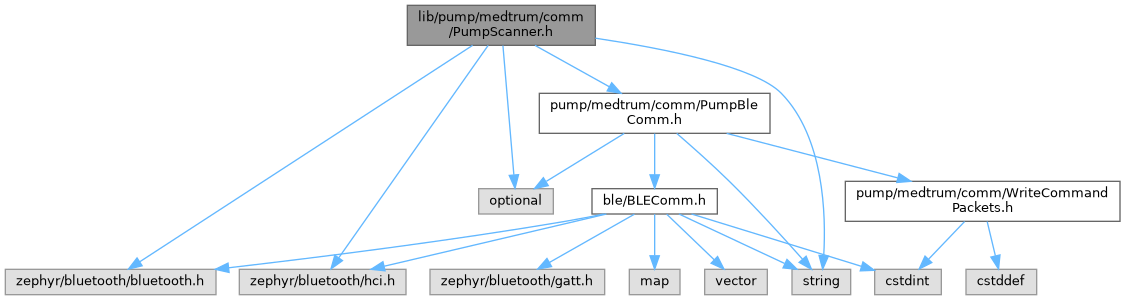 lib/pump/medtrum/comm
/PumpScanner.h
pump/medtrum/comm/PumpBle
Comm.h
optional
ble/BLEComm.h
pump/medtrum/comm/WriteCommand
Packets.h
zephyr/bluetooth/bluetooth.h
zephyr/bluetooth/hci.h
zephyr/bluetooth/gatt.h
map
vector
string
cstdint
cstddef